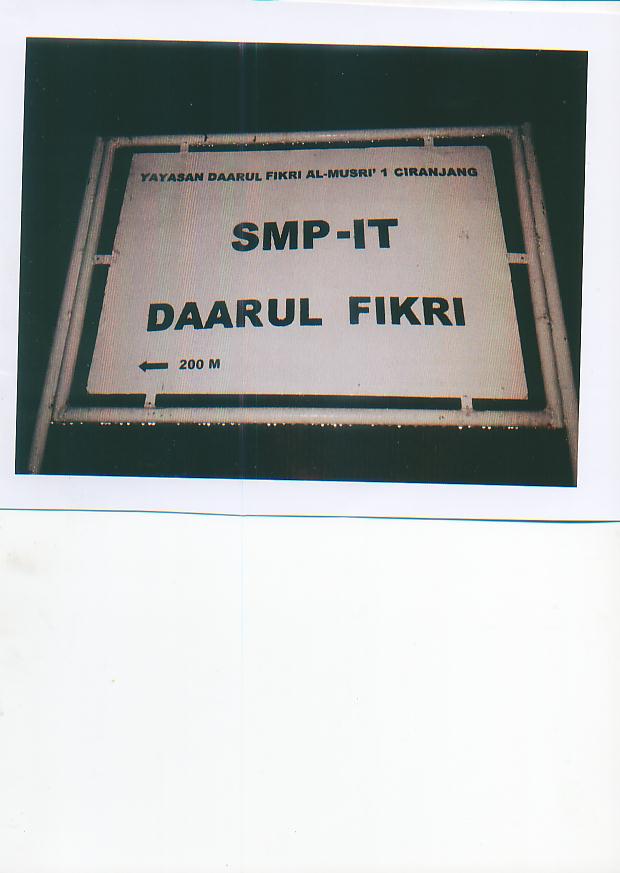 YAYASAN DAARUL FIKRI AL-MUSRI' 1 CIRANJANG
SMP-IT
DAARUL FIKRI
200 M